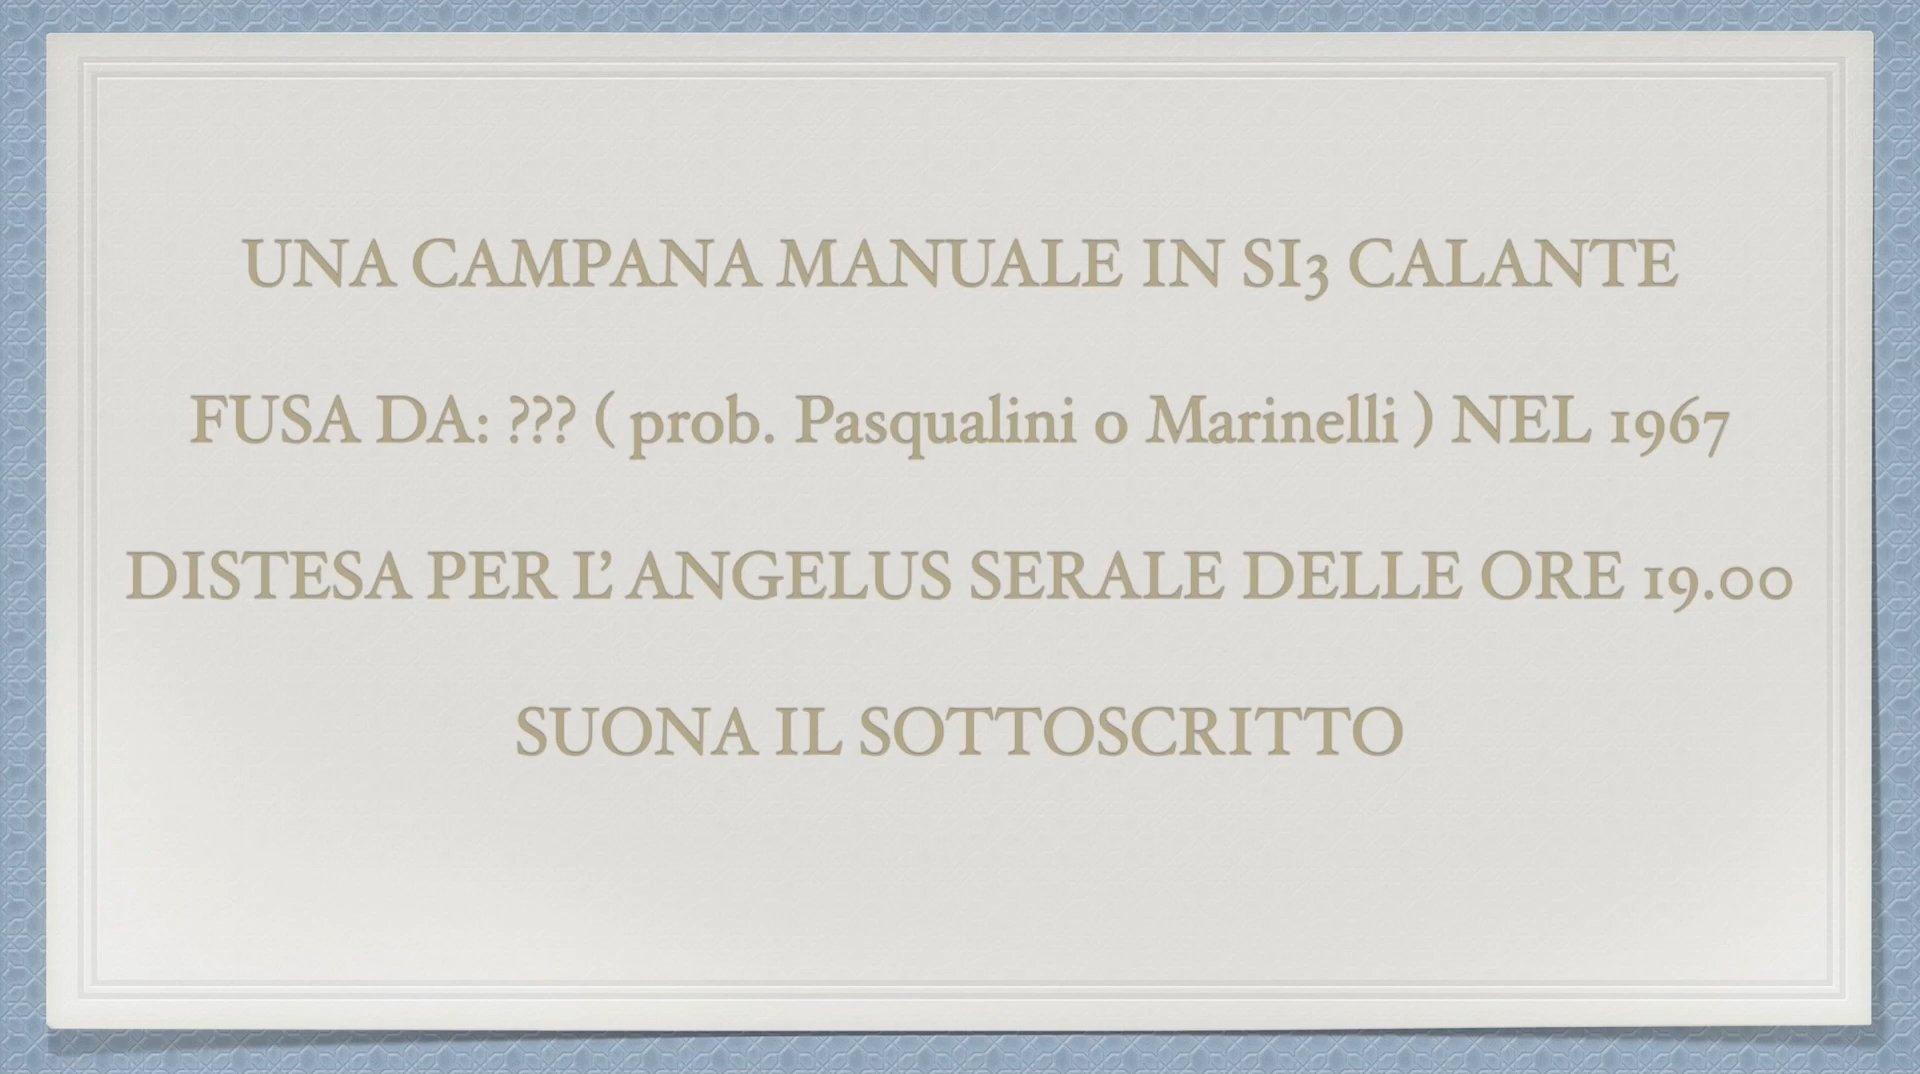 UNA CAMPANA MANUALE IN SI3 CALANTE
FUSA DA: ??? ( prob. Pasqualini o Marinelli ) NEL 1967
DISTESA PER L’ ANGELUS SERALE DELLE ORE 19.00
SUONA IL SOTTOSCRITTO